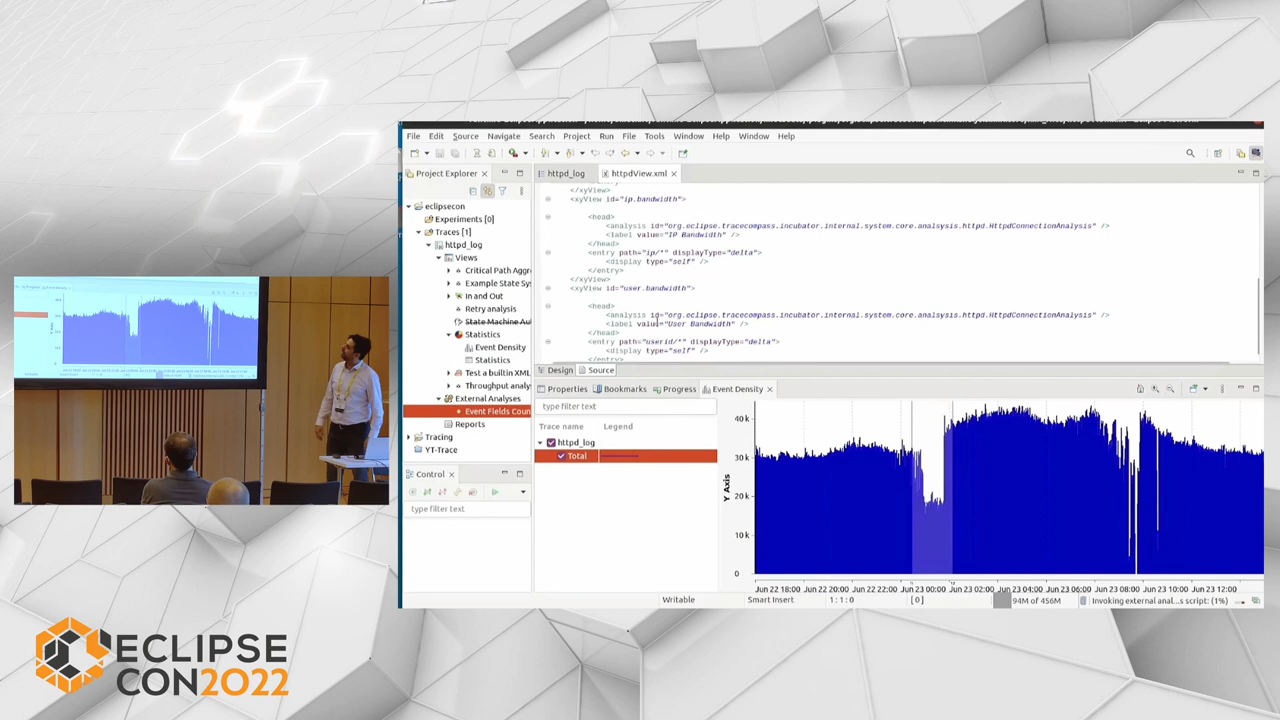 File Edit Source Navigate Search Project Run File Tools Window Help Window Help
Project Explorer
httpd_log
httpdView.xml
eclipsecon
Experiments [0]
Traces [1]
httpd_log
Views
Critical Path Aggr
Example State Sys
In and Out
Retry analysis
State Machine Au
Statistics
Event Density
Statistics
Test a builtin XML
Throughput analy
External Analyses
Event Fields Coun
Reports
Tracing
YT-Trace
</xyView>
<xyView id="ip.bandwidth">
<head>
<analysis id="org.eclipse.tracecompass.incubator.internal.system.core.analysis.httpd.HttpdConnectionAnalysis" />
<label value="IP Bandwidth" />
</head>
<entry path="ip/*" displayType="delta">
<display type="self" />
</entry>
</xyView>
<xyView id="user.bandwidth">
<head>
<analysis id="org.eclipse.tracecompass.incubator.internal.system.core.analysis.httpd.HttpdConnectionAnalysis" />
<label value="User Bandwidth" />
</head>
<entry path="userid/*" displayType="delta">
<display type="self" />
Design Source
Control
type filter text
Properties Bookmarks Progress Event Density
type filter text
Trace name Legend
httpd_log
Total
Y Axis
40 k
30 k
20 k
10 k
0
Jun 22 18:00 Jun 22 20:00 Jun 22 22:00 Jun 23 00:00 Jun 23 02:00 Jun 23 04:00 Jun 23 06:00 Jun 23 08:00 Jun 23 10:00 Jun 23 12:00
Writable Smart Insert 1 : 1 : 0 [ 0 ] 94M of 456M Invoking external anal...s script: (1%)
ECLIPSE
CON2022